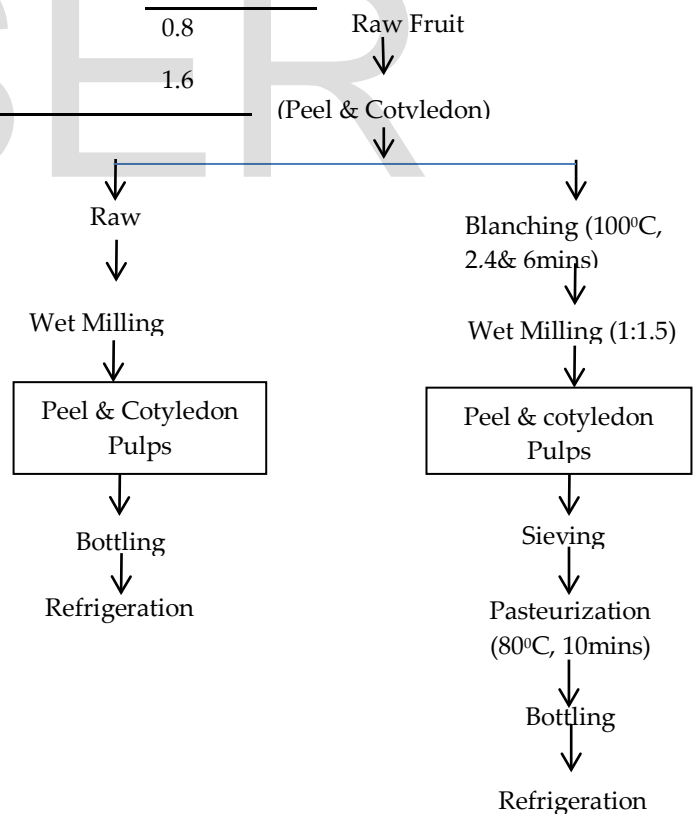 SER
0.8
1.6
Raw Fruit
(Peel & Cotyledon)
Raw
Wet Milling
Peel & Cotyledon
Pulps
Bottling
Refrigeration
Blanching (100⁰C,
2,4& 6mins)
Wet Milling (1:1.5)
Peel & cotyledon
Pulps
Sieving
Pasteurization
(80⁰C, 10mins)
Bottling
Refrigeration